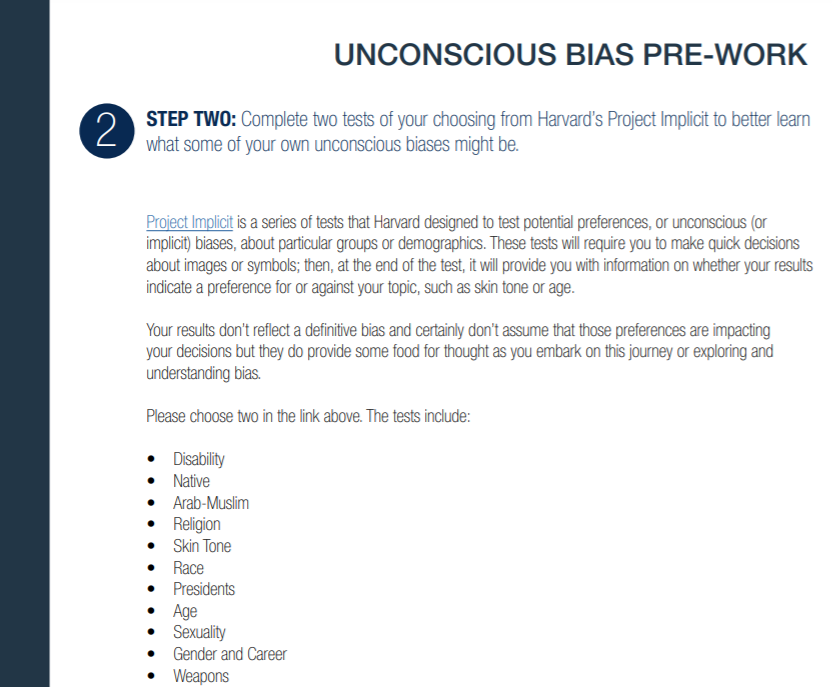 UNCONSCIOUS BIAS PRE-WORK
2
STEP TWO: Complete two tests of your choosing from Harvard's Project Implicit to better learn
what some of your own unconscious biases might be.
Project Implicit is a series of tests that Harvard designed to test potential preferences, or unconscious (or
implicit) biases, about particular groups or demographics. These tests will require you to make quick decisions
about images or symbols; then, at the end of the test, it will provide you with information on whether your results
indicate a preference for or against your topic, such as skin tone or age.
Your results don't reflect a definitive bias and certainly don't assume that those preferences are impacting
your decisions but they do provide some food for thought as you embark on this journey or exploring and
understanding bias.
Please choose two in the link above. The tests include:
• Disability
• Native
• Arab-Muslim
• Religion
• Skin Tone
• Race
• Presidents
• Age
• Sexuality
• Gender and Career
• Weapons